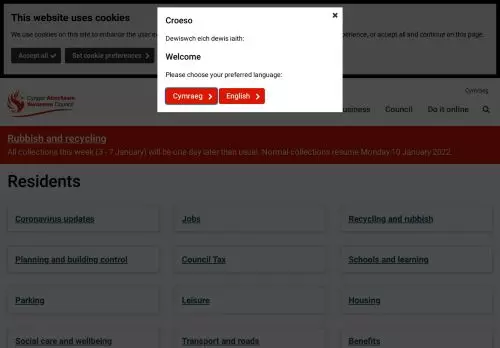 This website uses cookies
We use cookies on this site to enhance the user e
erience, or accept all and continue on this page.
Accept all
Set cookie preferences
Croeso
Dewiswch eich dewis iaith:
Welcome
Please choose your preferred language:
Cymraeg
English
Cymraeg
Cyngor Abertawe
Swansea Council
usiness
Council
Do it online
Rubbish and recycling
All collections this week (3 - 7 January) will be one day later than usual. Normal collections resume Monday 10 January 2022.
Residents
Coronavirus updates
Jobs
Recycling and rubbish
Planning and building control
Council Tax
Schools and learning
Parking
Leisure
Housing
Social care and wellbeing
Transport and roads
Benefits